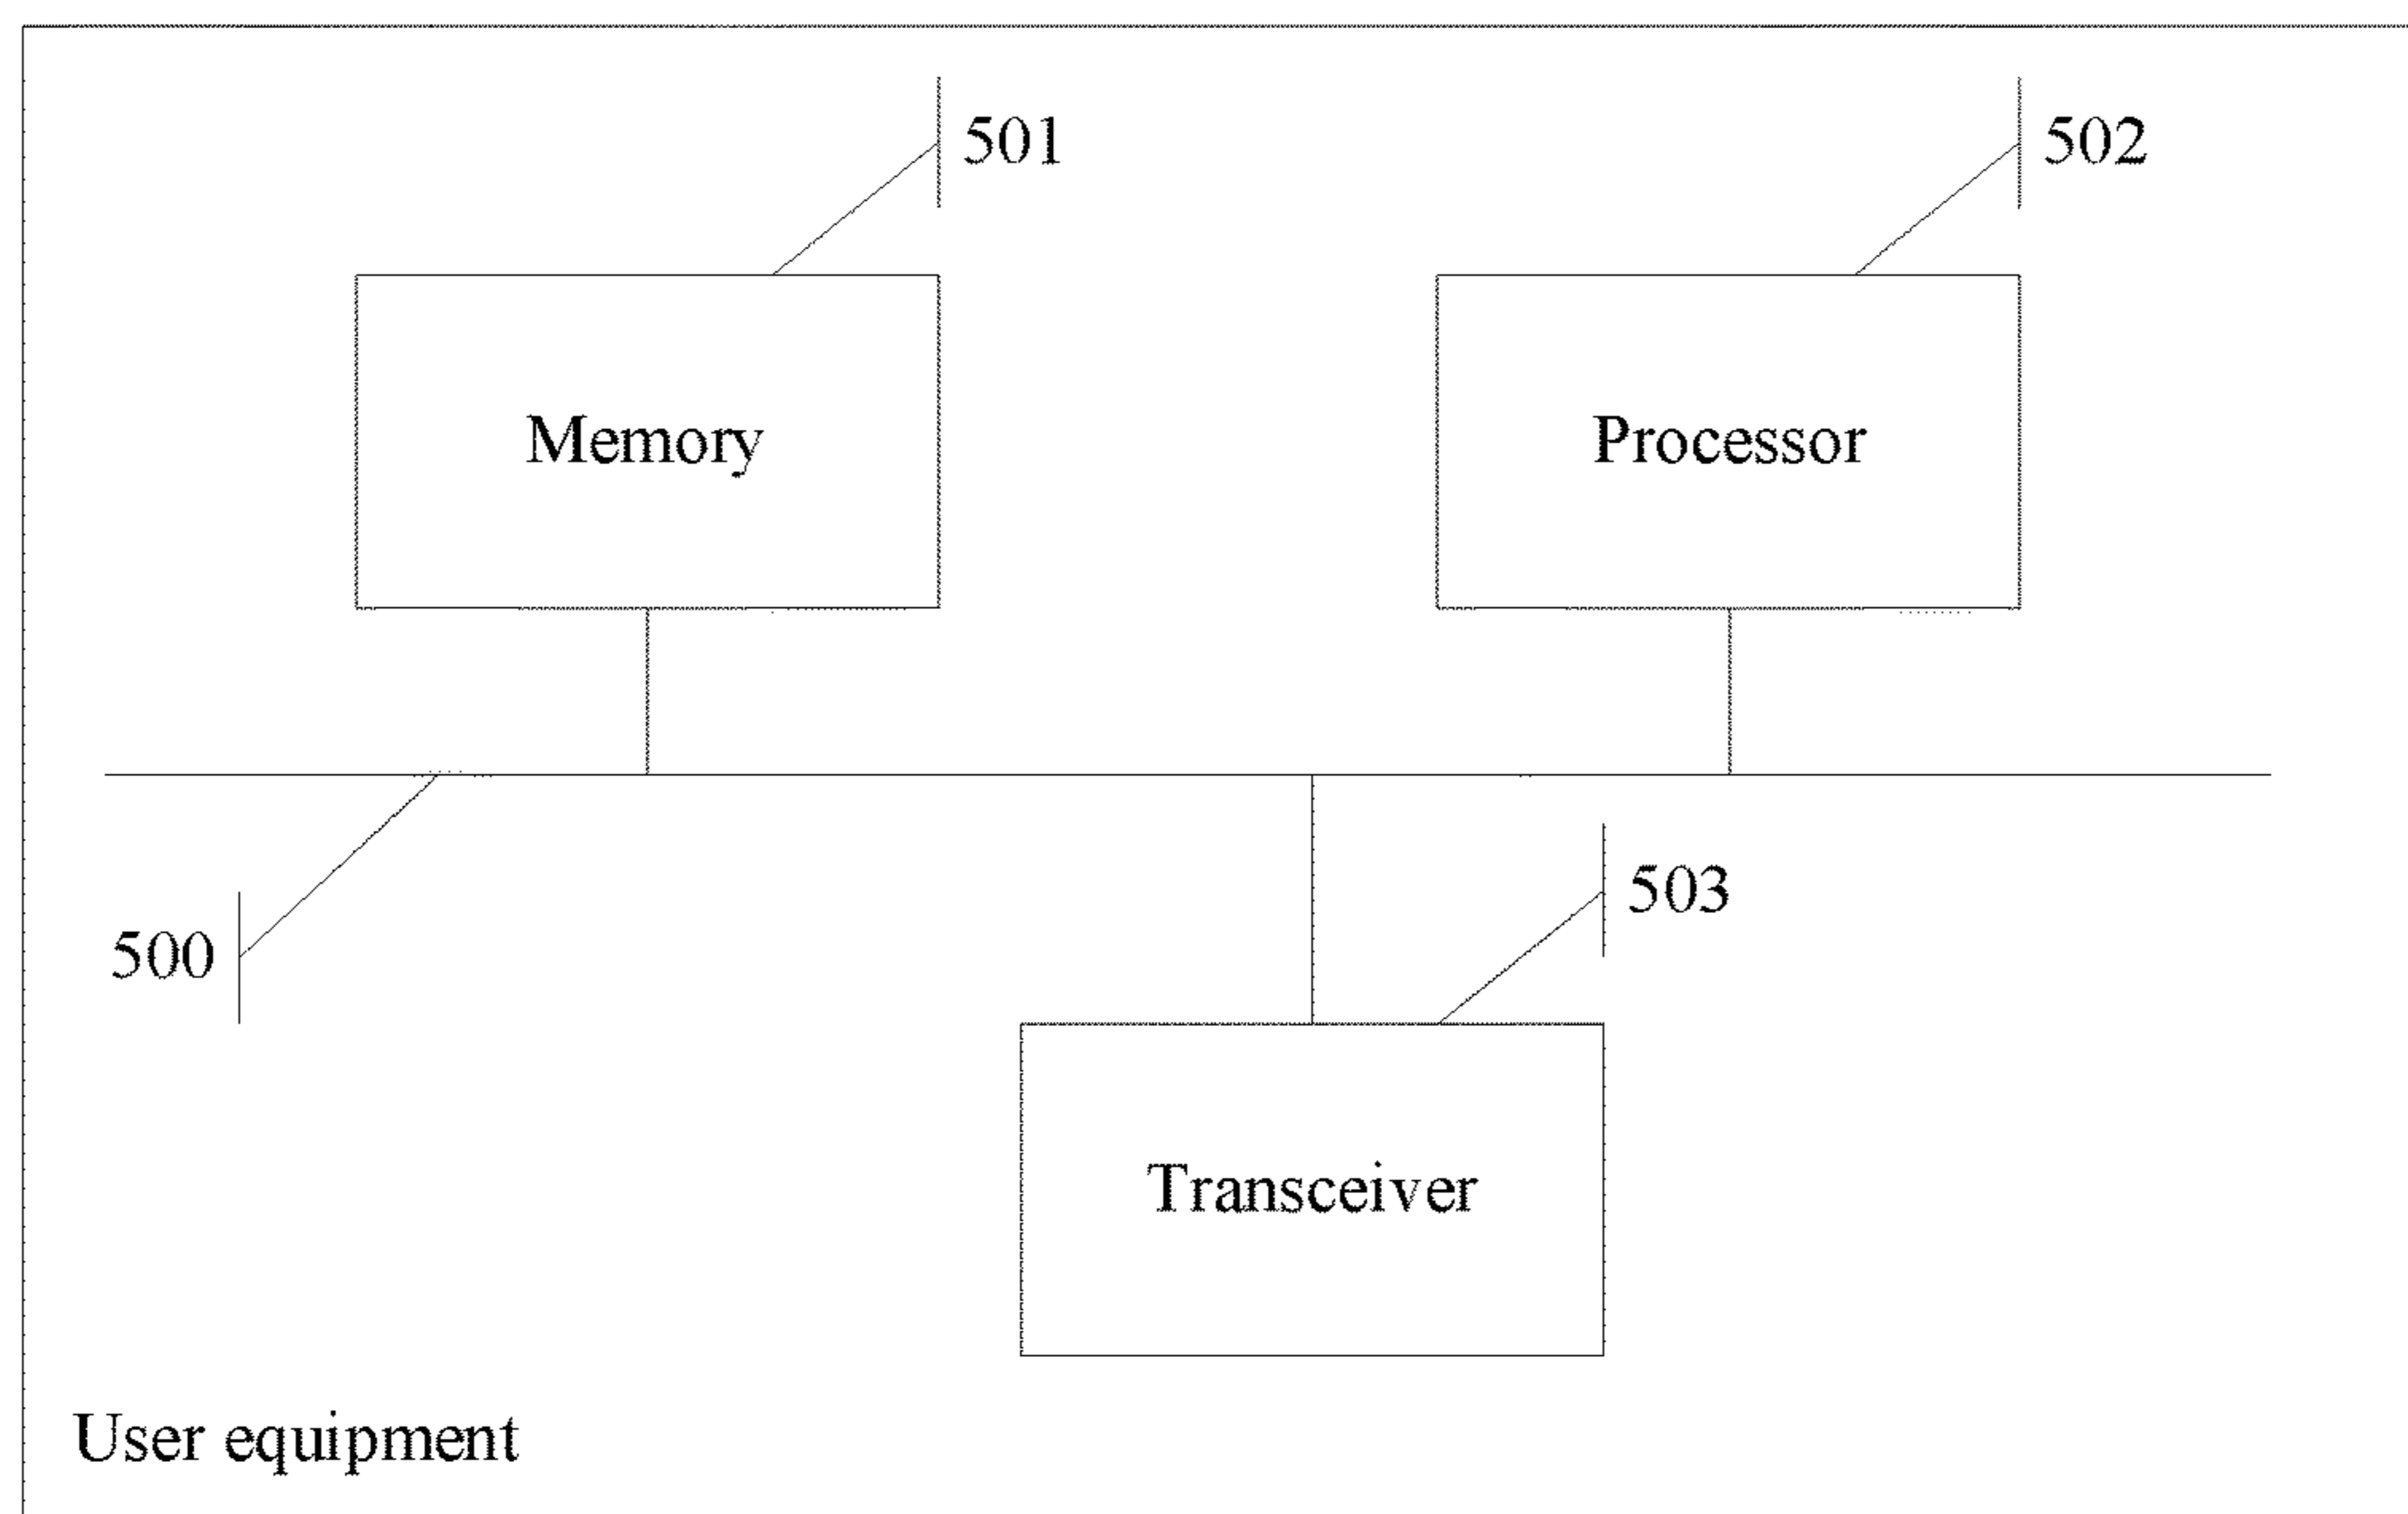 501
502
Memory
Processor
503
500
Transceiver
User equipment